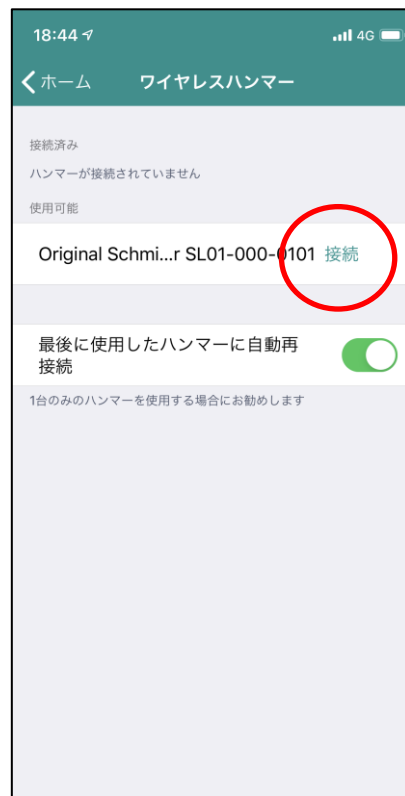 18:44 4G
ホーム ワイヤレスハンマー
接続済み
ハンマーが接続されていません
使用可能
Original Schmi...r SL01-000-0101 接続
最後に使用したハンマーに自動再
接続
1台のみのハンマーを使用する場合にお勧めします